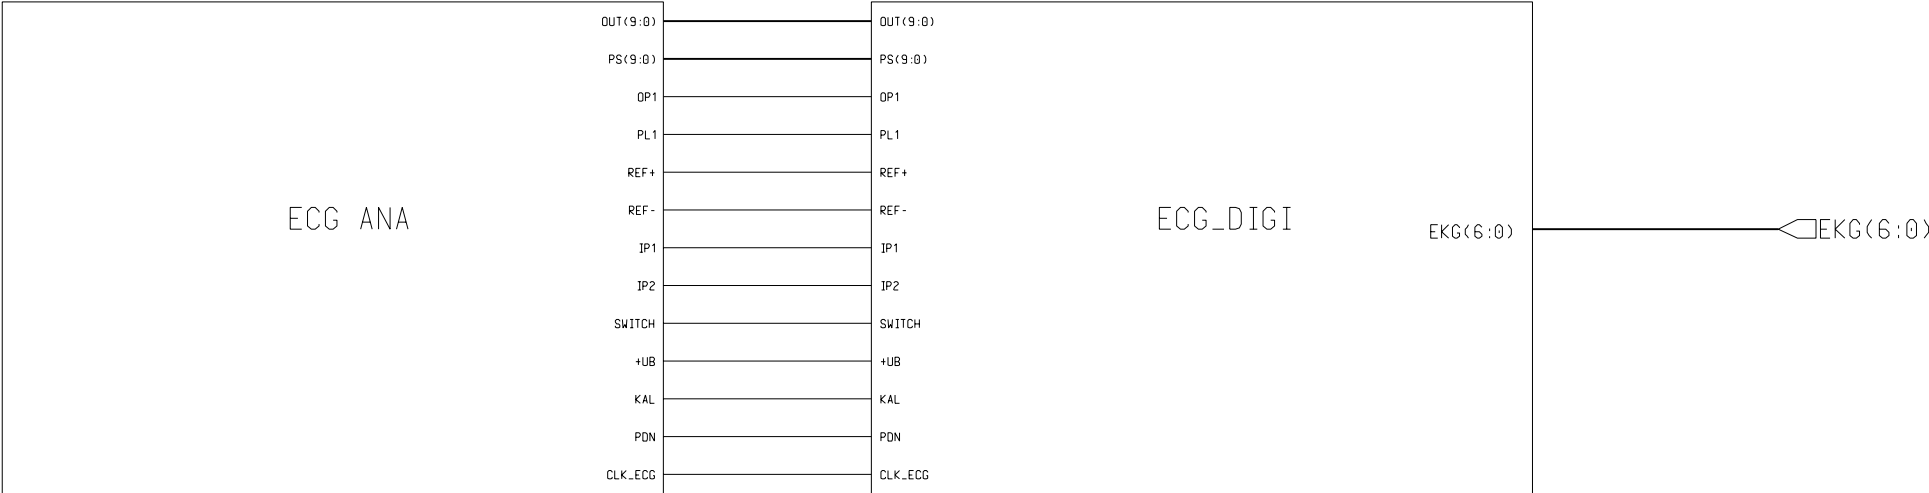 OUT(9:0) OUT(9:0)
PS(9:0) PS(9:0)
OP1 OP1
PL1 PL1
REF+ REF+
ECG ANA REF- REF- ECG_DIGI EKG(6:0) EKG(6:0)
IP1 IP1
IP2 IP2
SWITCH SWITCH
+UB +UB
KAL KAL
PDN PDN
CLK_ECG CLK_ECG